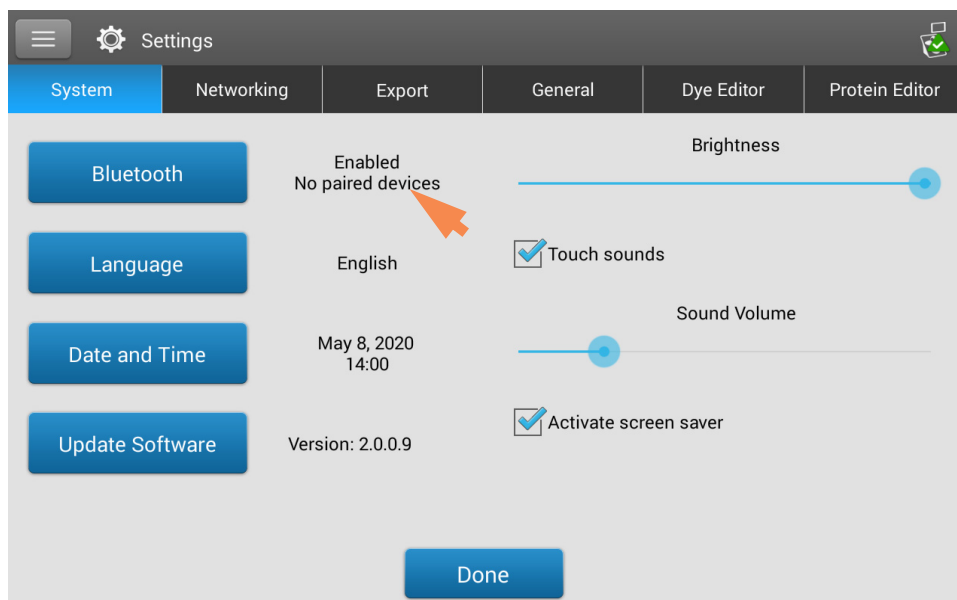 Settings
System
Networking
Export
General
Dye Editor
Protein Editor
Bluetooth
Enabled
No paired devices
Brightness
Language
English
Touch sounds
Sound Volume
Date and Time
May 8, 2020
14:00
Activate screen saver
Update Software
Version: 2.0.0.9
Done